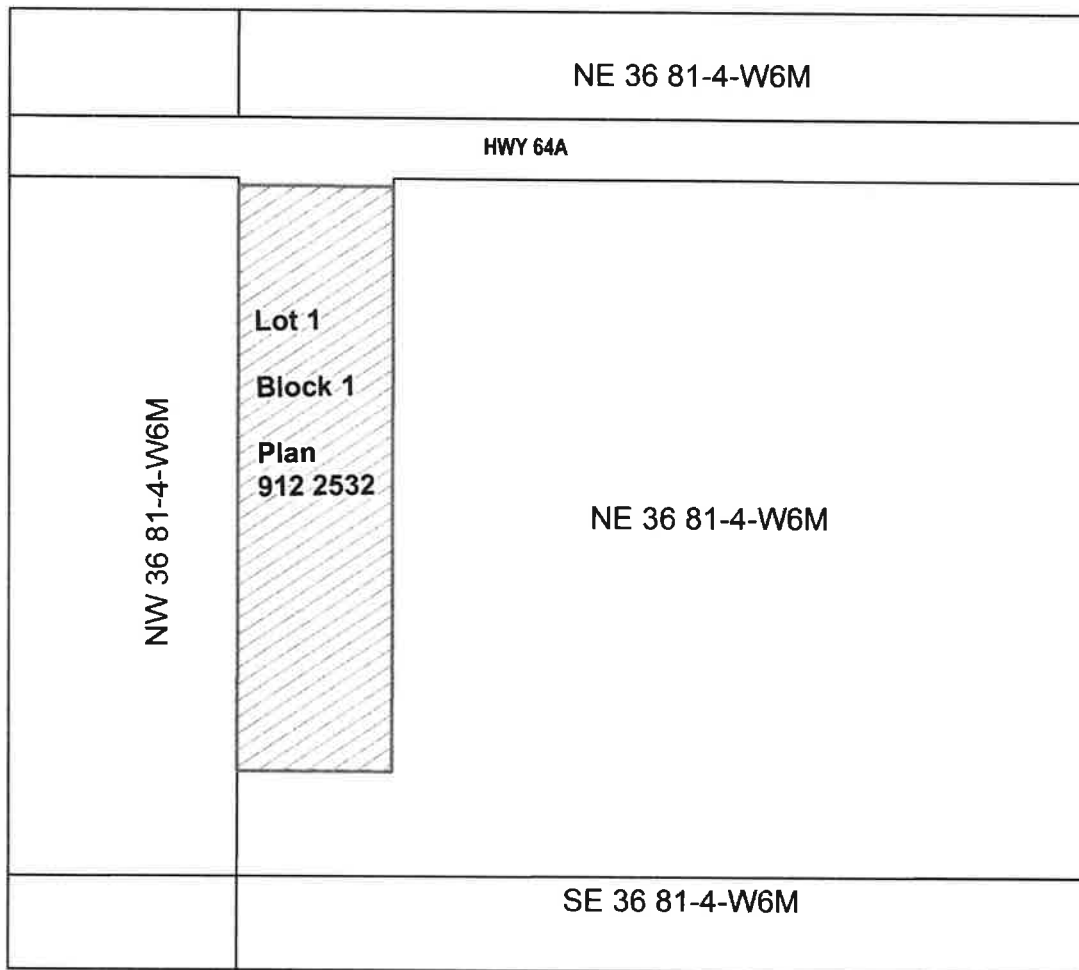 NE 36 81-4-W6M
HWY 64A
Lot 1
Block 1
Plan
912 2532
NW 36 81-4-W6M
NE 36 81-4-W6M
SE 36 81-4-W6M